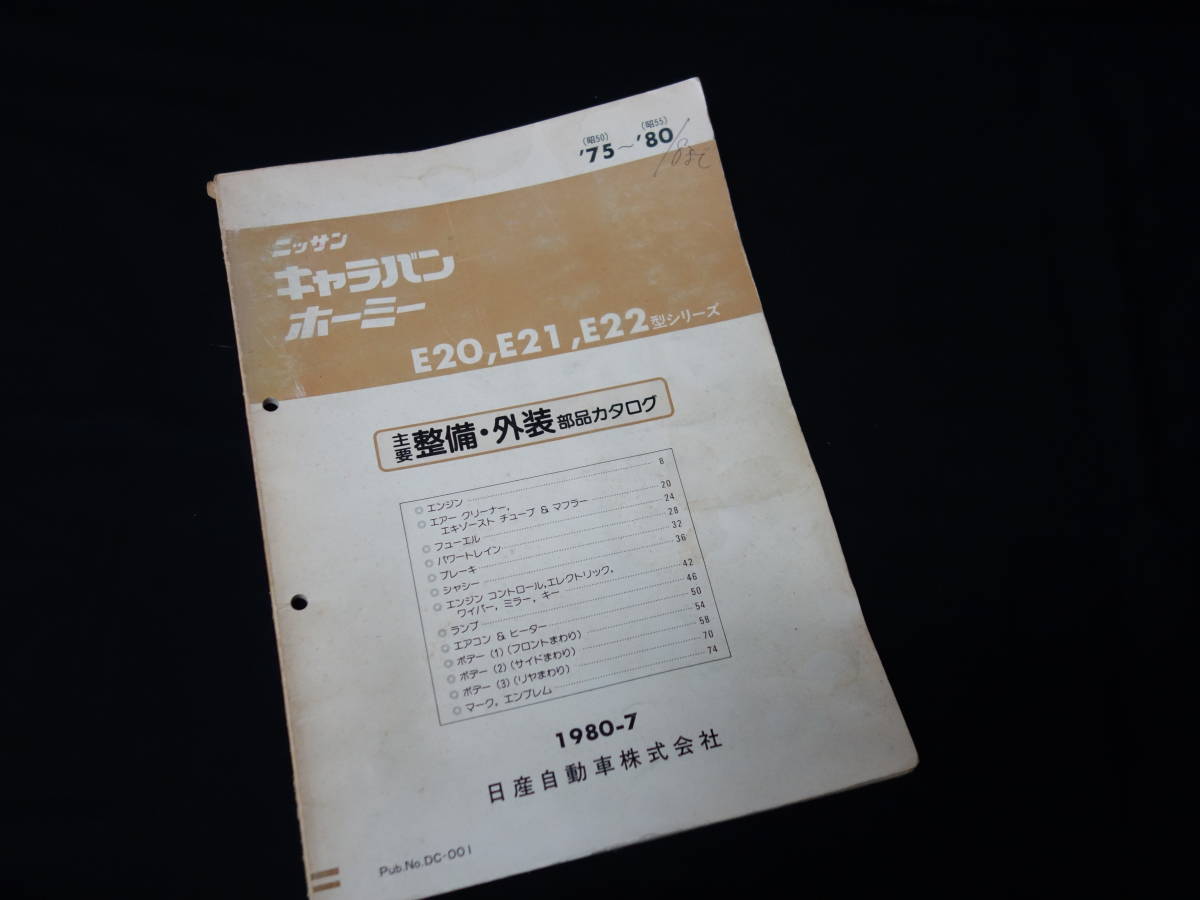 (昭50) (昭55)
'75~'80
ニッサン
キャラバン
ホーミー
E20,E21,E22型シリーズ
主要 整備・外装部品カタログ
◎ エンジン 8
◎ エアー クリーナー,
エキゾースト チューブ & マフラー 20
◎ フューエル 24
◎ パワートレイン 28
◎ ブレーキ 32
◎ シャシー 36
◎ エンジン コントロール,エレクトリック,
ワイパー, ミラー, キー 42
◎ ランプ 46
◎ エアコン & ヒーター 50
◎ ボデー (1) (フロントまわり) 54
◎ ボデー (2) (サイドまわり) 58
◎ ボデー (3) (リヤまわり) 70
◎ マーク, エンブレム 74
1980-7
日産自動車株式会社
Pub.No.DC-001